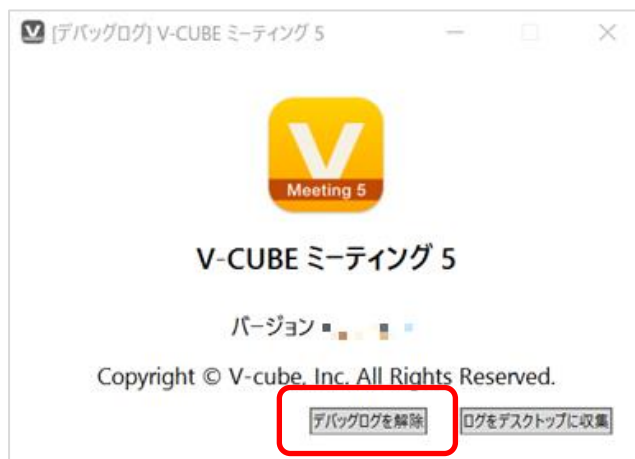 [デバッグログ] V-CUBE ミーティング 5
V
Meeting 5
V-CUBE ミーティング 5
バージョン
Copyright © V-cube, Inc. All Rights Reserved.
デバッグログを解除 ログをデスクトップに収集